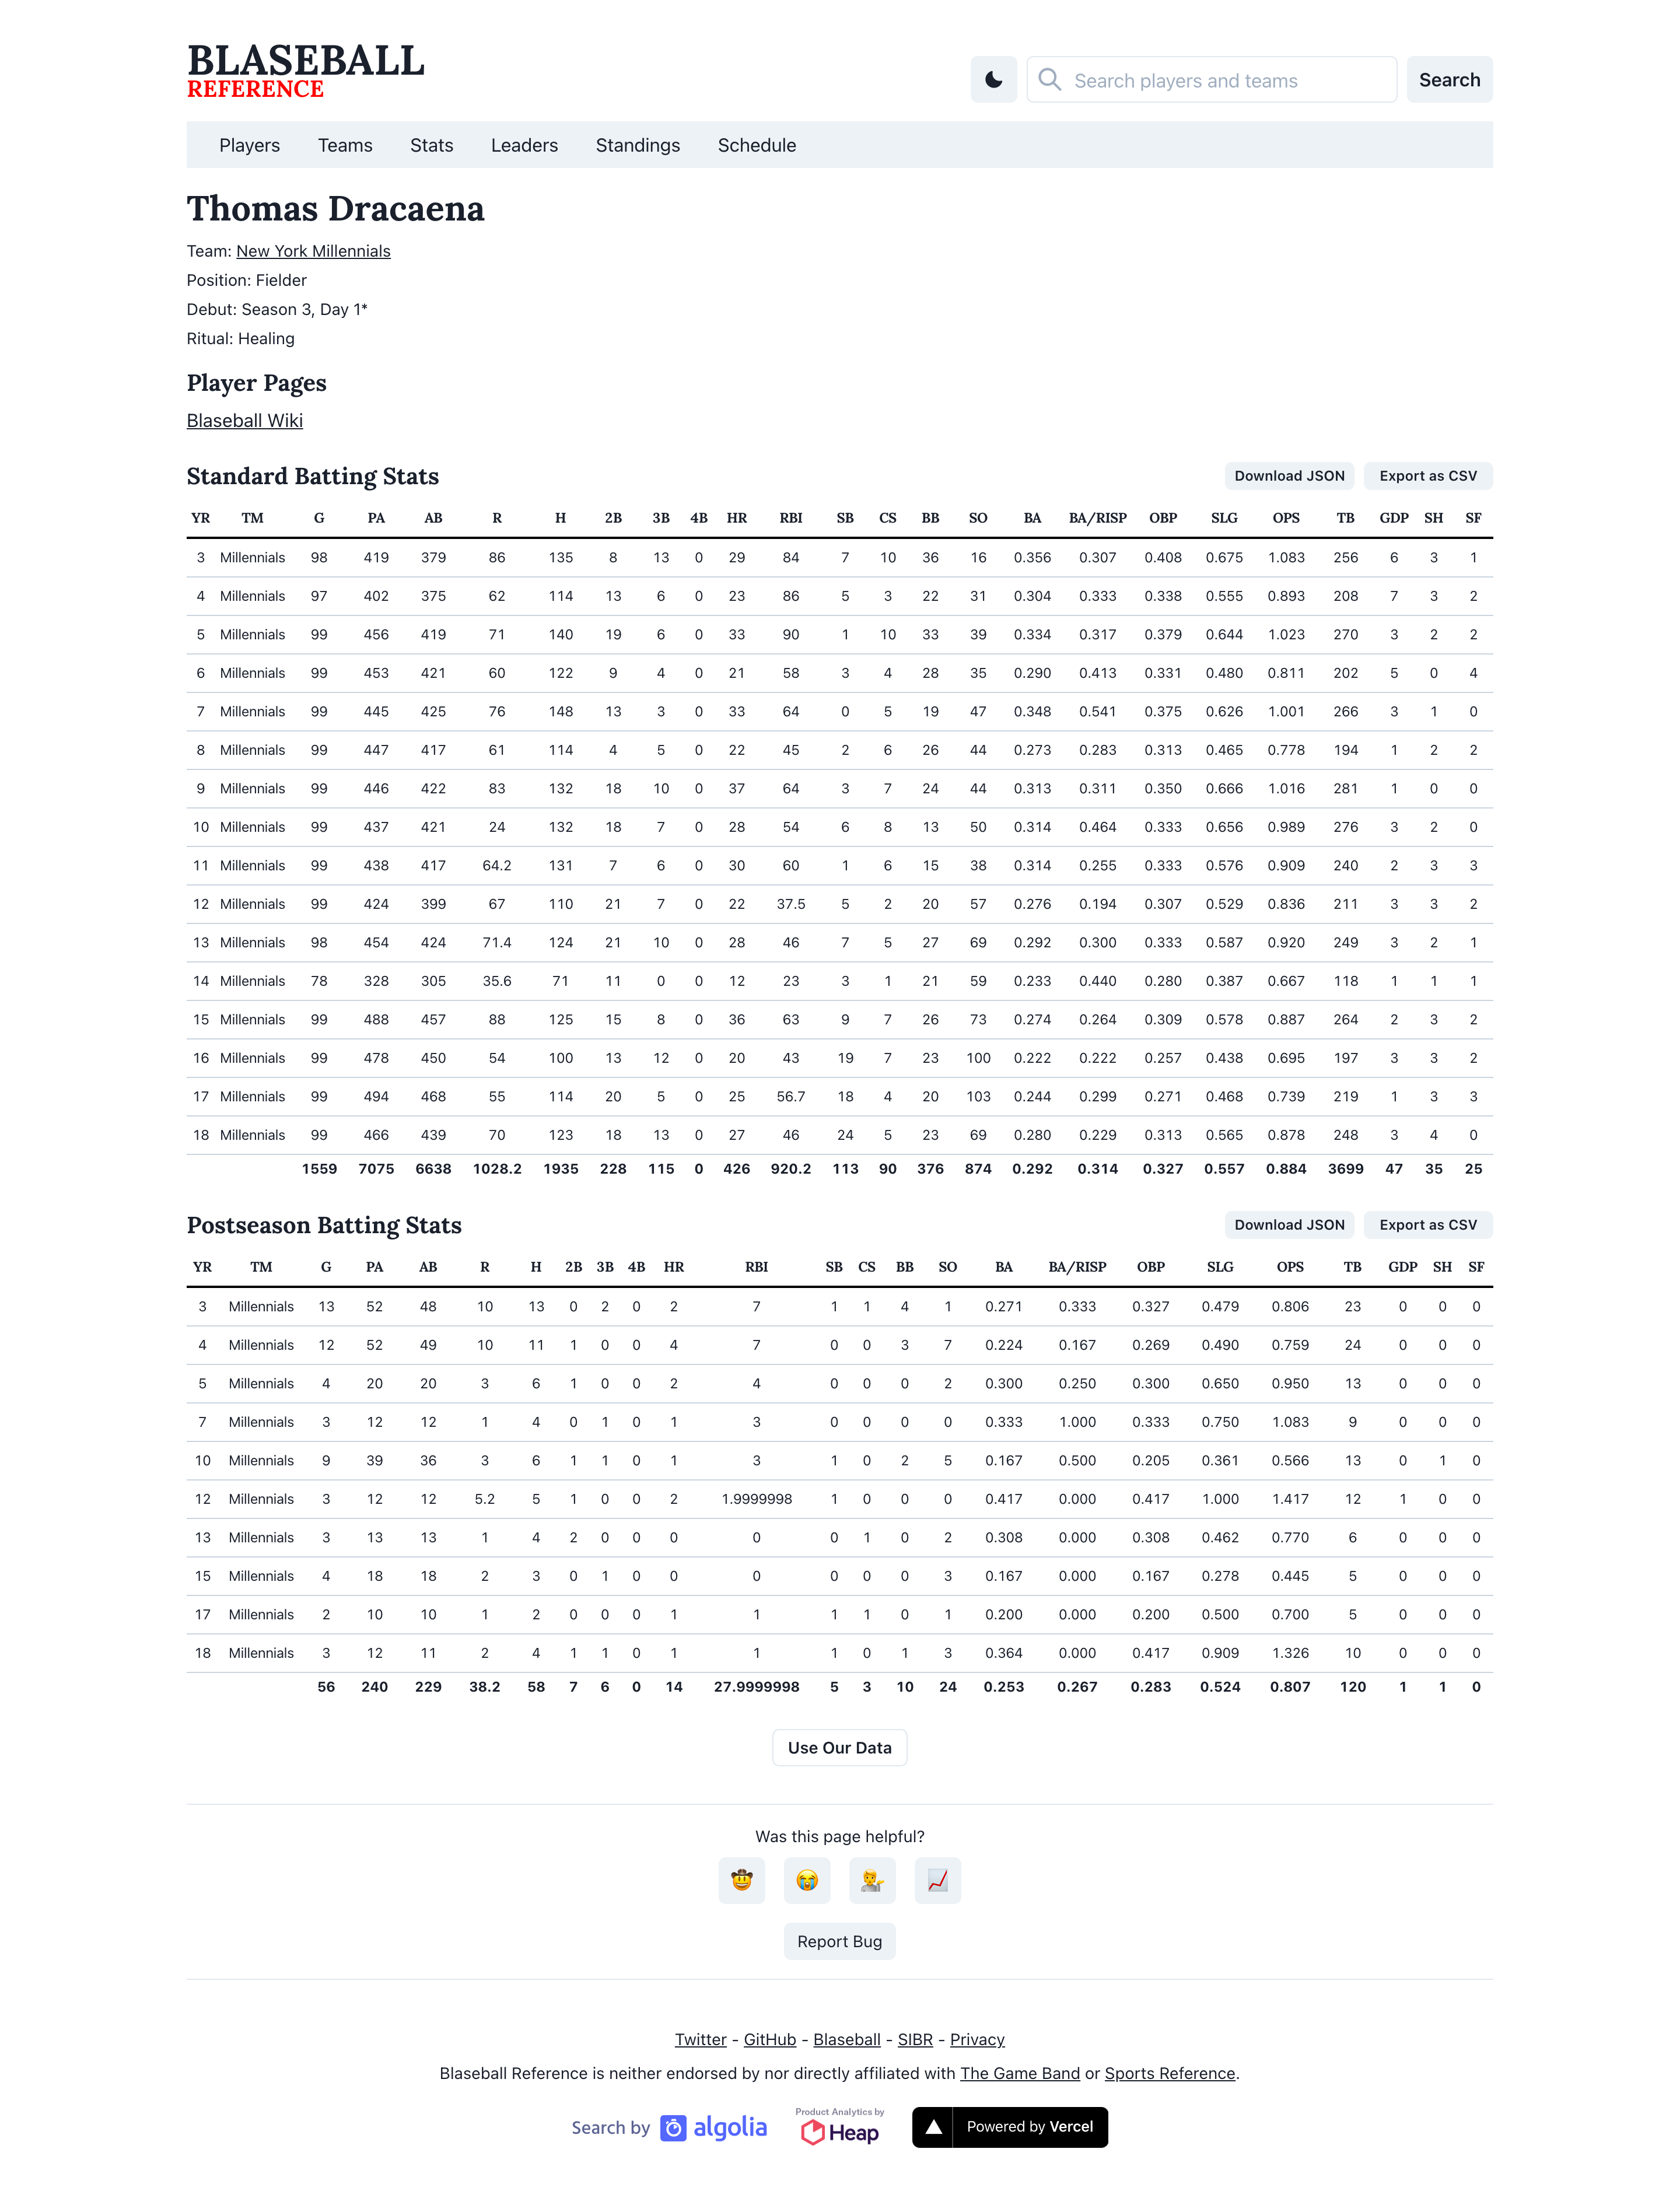 BLASEBALL
REFERENCE
Search players and teams
Search
Players Teams Stats Leaders Standings Schedule
Thomas Dracaena
Team: New York Millennials
Position: Fielder
Debut: Season 3, Day 1*
Ritual: Healing
Player Pages
Blaseball Wiki
Standard Batting Stats
Download JSON Export as CSV
YR TM G PA AB R H 2B 3B 4B HR RBI SB CS BB SO BA BA/RISP OBP SLG OPS TB GDP SH SF
3 Millennials 98 419 379 86 135 8 13 0 29 84 7 10 36 16 0.356 0.307 0.408 0.675 1.083 256 6 3 1
4 Millennials 97 402 375 62 114 13 6 0 23 86 5 3 22 31 0.304 0.333 0.338 0.555 0.893 208 7 3 2
5 Millennials 99 456 419 71 140 19 6 0 33 90 1 10 33 39 0.334 0.317 0.379 0.644 1.023 270 3 2 2
6 Millennials 99 453 421 60 122 9 4 0 21 58 3 4 28 35 0.290 0.413 0.331 0.480 0.811 202 5 0 4
7 Millennials 99 445 425 76 148 13 3 0 33 64 0 5 19 47 0.348 0.541 0.375 0.626 1.001 266 3 1 0
8 Millennials 99 447 417 61 114 4 5 0 22 45 2 6 26 44 0.273 0.283 0.313 0.465 0.778 194 1 2 2
9 Millennials 99 446 422 83 132 18 10 0 37 64 3 7 24 44 0.313 0.311 0.350 0.666 1.016 281 1 0 0
10 Millennials 99 437 421 24 132 18 7 0 28 54 6 8 13 50 0.314 0.464 0.333 0.656 0.989 276 3 2 0
11 Millennials 99 438 417 64.2 131 7 6 0 30 60 1 6 15 38 0.314 0.255 0.333 0.576 0.909 240 2 3 3
12 Millennials 99 424 399 67 110 21 7 0 22 37.5 5 2 20 57 0.276 0.194 0.307 0.529 0.836 211 3 3 2
13 Millennials 98 454 424 71.4 124 21 10 0 28 46 7 5 27 69 0.292 0.300 0.333 0.587 0.920 249 3 2 1
14 Millennials 78 328 305 35.6 71 11 0 0 12 23 3 1 21 59 0.233 0.440 0.280 0.387 0.667 118 1 1 1
15 Millennials 99 488 457 88 125 15 8 0 36 63 9 7 26 73 0.274 0.264 0.309 0.578 0.887 264 2 3 2
16 Millennials 99 478 450 54 100 13 12 0 20 43 19 7 23 100 0.222 0.222 0.257 0.438 0.695 197 3 3 2
17 Millennials 99 494 468 55 114 20 5 0 25 56.7 18 4 20 103 0.244 0.299 0.271 0.468 0.739 219 1 3 3
18 Millennials 99 466 439 70 123 18 13 0 27 46 24 5 23 69 0.280 0.229 0.313 0.565 0.878 248 3 4 0
1559 7075 6638 1028.2 1935 228 115 0 426 920.2 113 90 376 874 0.292 0.314 0.327 0.557 0.884 3699 47 35 25
Postseason Batting Stats
Download JSON Export as CSV
YR TM G PA AB R H 2B 3B 4B HR RBI SB CS BB SO BA BA/RISP OBP SLG OPS TB GDP SH SF
3 Millennials 13 52 48 10 13 0 2 0 2 7 1 1 4 1 0.271 0.333 0.327 0.479 0.806 23 0 0 0
4 Millennials 12 52 49 10 11 1 0 0 4 7 0 0 3 7 0.224 0.167 0.269 0.490 0.759 24 0 0 0
5 Millennials 4 20 20 3 6 1 0 0 2 4 0 0 0 2 0.300 0.250 0.300 0.650 0.950 13 0 0 0
7 Millennials 3 12 12 1 4 0 1 0 1 3 0 0 0 0 0.333 1.000 0.333 0.750 1.083 9 0 0 0
10 Millennials 9 39 36 3 6 1 1 0 1 3 1 0 2 5 0.167 0.500 0.205 0.361 0.566 13 0 1 0
12 Millennials 3 12 12 5.2 5 1 0 0 2 1.9999998 1 0 0 0 0.417 0.000 0.417 1.000 1.417 12 1 0 0
13 Millennials 3 13 13 1 4 2 0 0 0 0 0 1 0 2 0.308 0.000 0.308 0.462 0.770 6 0 0 0
15 Millennials 4 18 18 2 3 0 1 0 0 0 0 0 0 3 0.167 0.000 0.167 0.278 0.445 5 0 0 0
17 Millennials 2 10 10 1 2 0 0 0 1 1 1 1 0 1 0.200 0.000 0.200 0.500 0.700 5 0 0 0
18 Millennials 3 12 11 2 4 1 1 0 1 1 1 0 1 3 0.364 0.000 0.417 0.909 1.326 10 0 0 0
56 240 229 38.2 58 7 6 0 14 27.9999998 5 3 10 24 0.253 0.267 0.283 0.524 0.807 120 1 1 0
Use Our Data
Was this page helpful?
Report Bug
Twitter - GitHub - Blaseball - SIBR - Privacy
Blaseball Reference is neither endorsed by nor directly affiliated with The Game Band or Sports Reference.
Search by algolia
Product Analytics by
Heap
Powered by Vercel